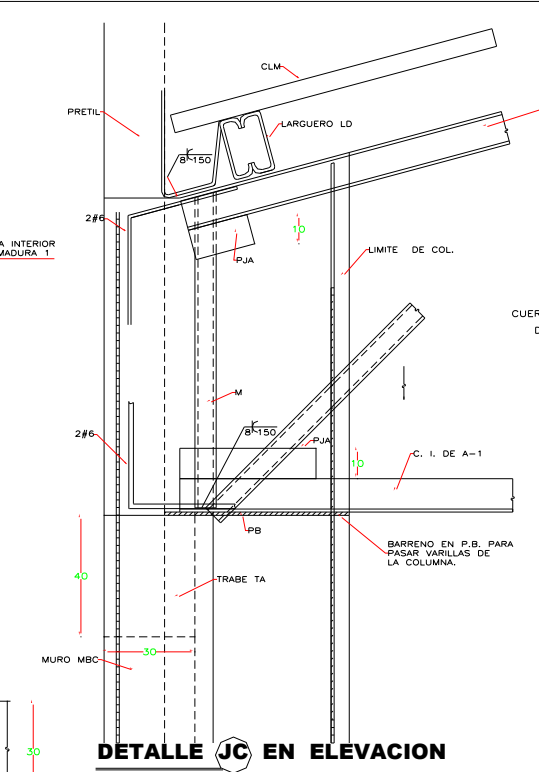 CLM
PRETIL
LARGUERO LD
8 150
2#6
A INTERIOR
MADURA 1
10
PJA
LIMITE DE COL.
CUER
D
M
8 150
2#6
PJA
10
C. I. DE A-1
PB
BARRENO EN P.B. PARA
PASAR VARILLAS DE
LA COLUMNA.
40
TRABE TA
30
MURO MBC
30
DETALLE JC EN ELEVACION